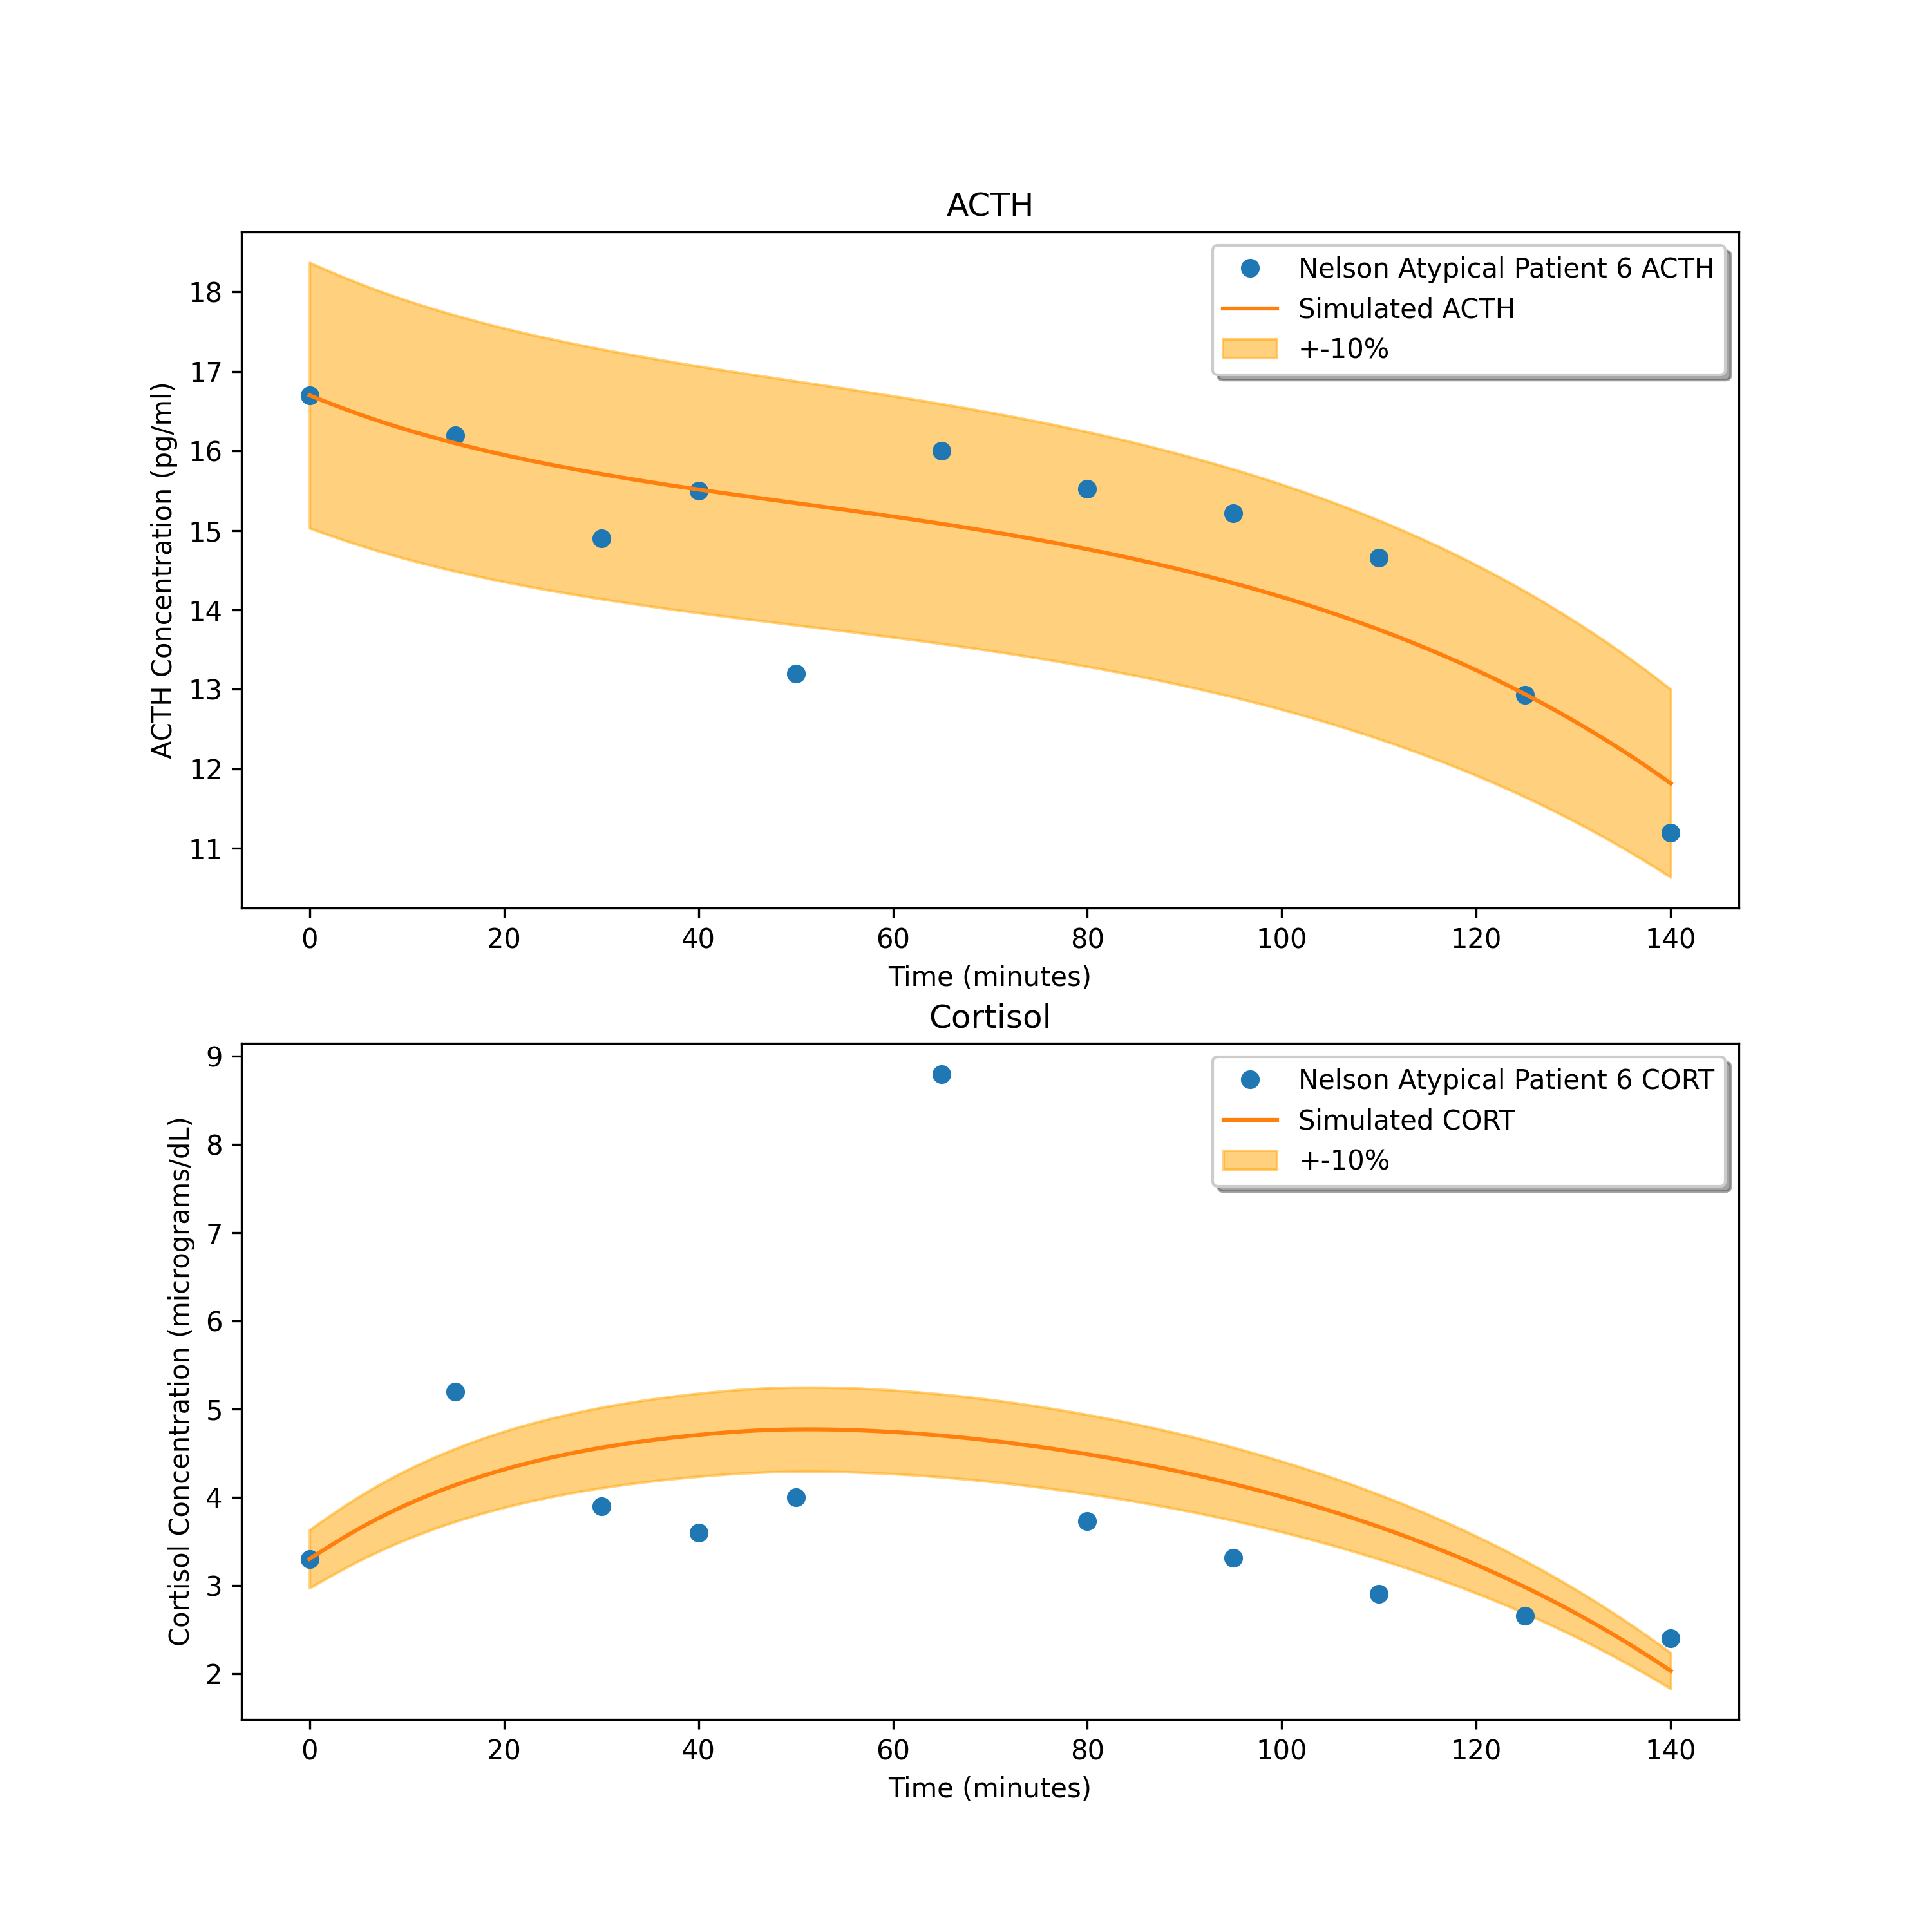 ACTH
Nelson Atypical Patient 6 ACTH
Simulated ACTH
+-10%
ACTH Concentration (pg/ml)
18
17
16
15
14
13
12
11
0 20 40 60 80 100 120 140
Time (minutes)
Cortisol
Nelson Atypical Patient 6 CORT
Simulated CORT
+-10%
Cortisol Concentration (micrograms/dL)
9
8
7
6
5
4
3
2
0 20 40 60 80 100 120 140
Time (minutes)